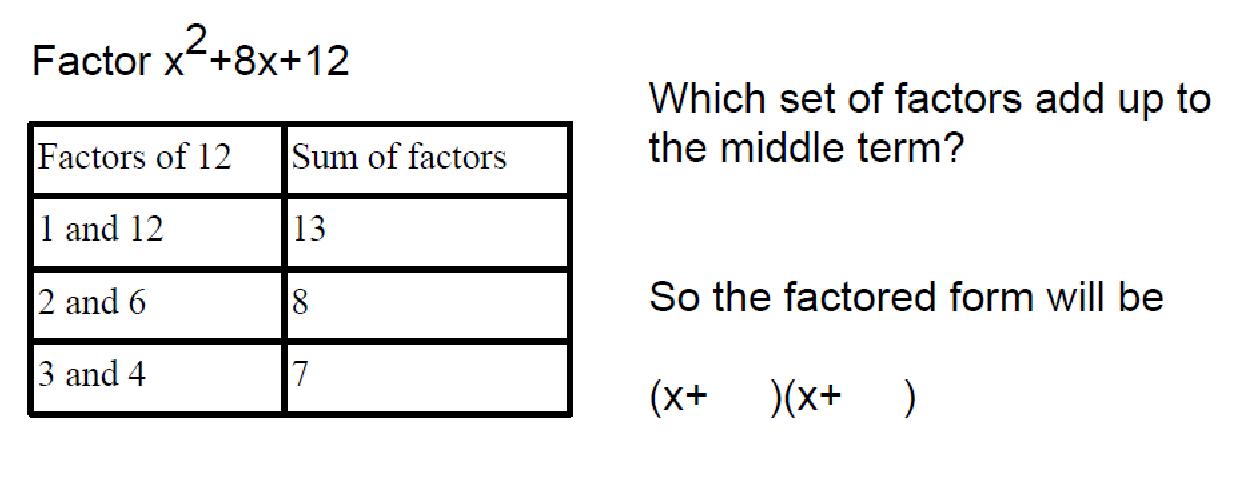 Factor x²+8x+12
Factors of 12 Sum of factors
1 and 12 13
2 and 6 8
3 and 4 7
Which set of factors add up to
the middle term?
So the factored form will be
(x+ )(x+ )